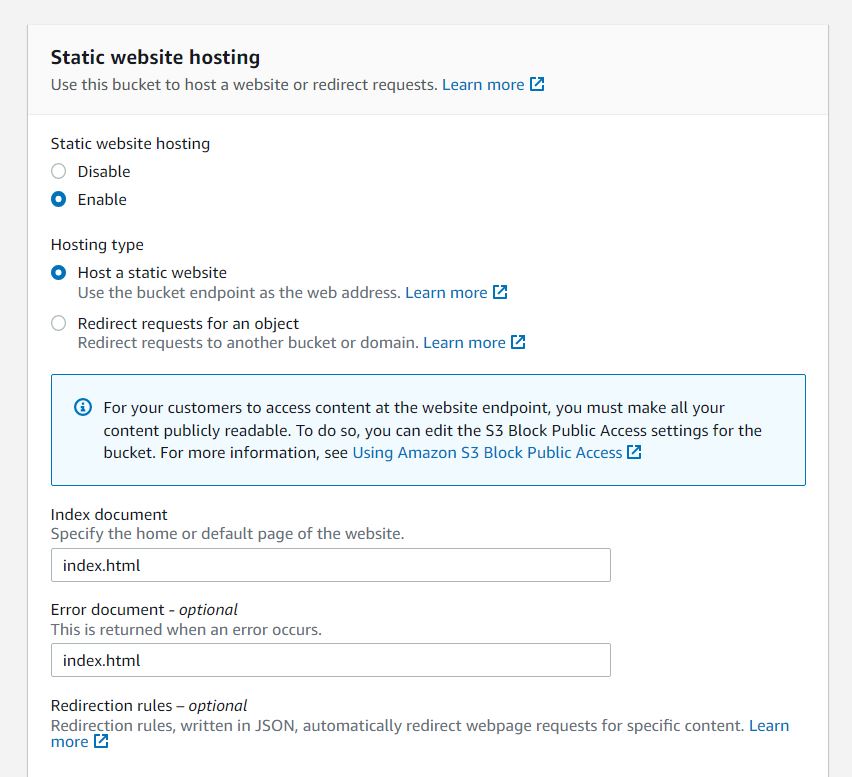 Static website hosting
Use this bucket to host a website or redirect requests. Learn more
Static website hosting
Disable
Enable
Hosting type
Host a static website
Use the bucket endpoint as the web address. Learn more
Redirect requests for an object
Redirect requests to another bucket or domain. Learn more
For your customers to access content at the website endpoint, you must make all your
content publicly readable. To do so, you can edit the S3 Block Public Access settings for the
bucket. For more information, see Using Amazon S3 Block Public Access
Index document
Specify the home or default page of the website.
index.html
Error document - optional
This is returned when an error occurs.
index.html
Redirection rules – optional
Redirection rules, written in JSON, automatically redirect webpage requests for specific content. Learn
more